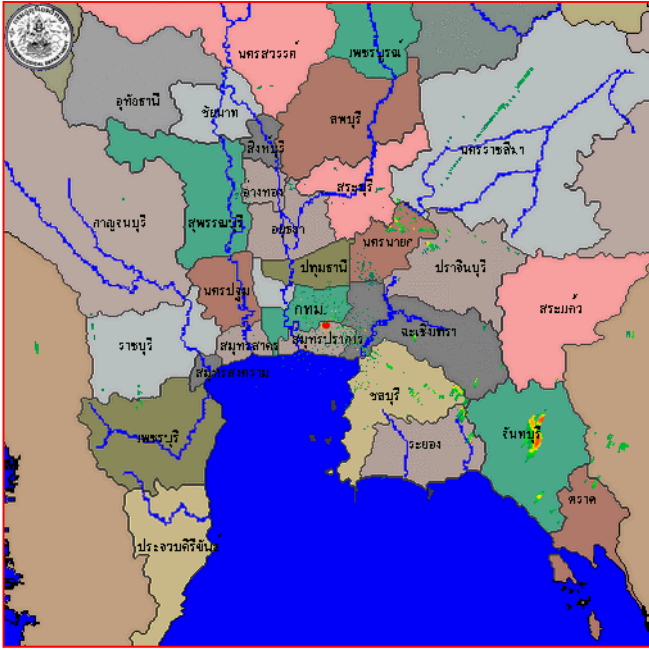 นครสวรรค์
เพชรบูรณ์
อุทัยธานี
ชัยนาท
ลพบุรี
สิงห์บุรี
นครราชสีมา
อ่างทอง
สระบุรี
กาญจนบุรี
สุพรรณบุรี
อยุธยา
นครนายก
ปทุมธานี
ปราจีนบุรี
นครปฐม
กทม.
สระแก้ว
ฉะเชิงเทรา
ราชบุรี
สมุทรสาคร
สมุทรปราการ
สมุทรสงคราม
ชลบุรี
เพชรบุรี
ระยอง
จันทบุรี
ตราด
ประจวบคีรีขันธ์